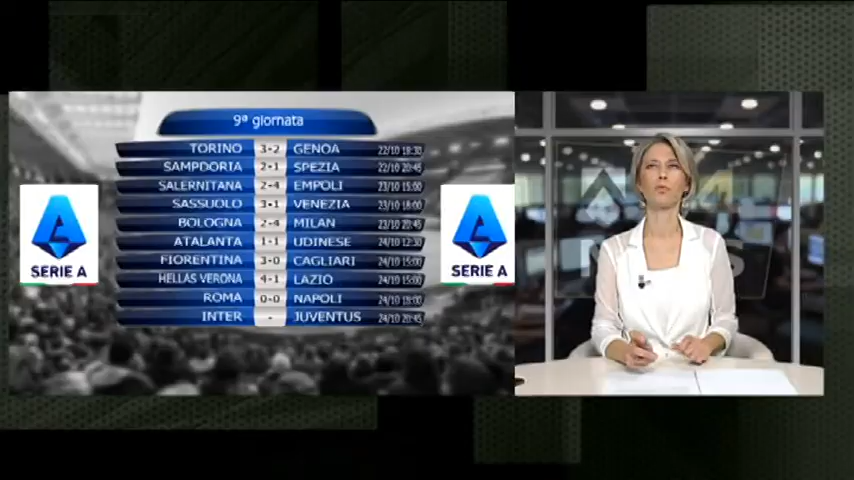 9ª giornata
TORINO 3-2 GENOA 22/10 18:30
SAMPDORIA 2-1 SPEZIA 22/10 20:45
SALERNITANA 2-4 EMPOLI 23/10 15:00
SASSUOLO 3-1 VENEZIA 23/10 18:00
BOLOGNA 2-4 MILAN 23/10 20:45
ATALANTA 1-1 UDINESE 24/10 12:30
FIORENTINA 3-0 CAGLIARI 24/10 15:00
HELLAS VERONA 4-1 LAZIO 24/10 15:00
ROMA 0-0 NAPOLI 24/10 18:00
INTER - JUVENTUS 24/10 20:45
SERIE A
SERIE A